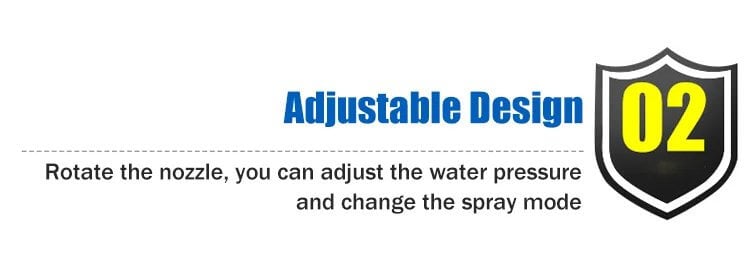 Adjustable Design
02
Rotate the nozzle, you can adjust the water pressure
and change the spray mode